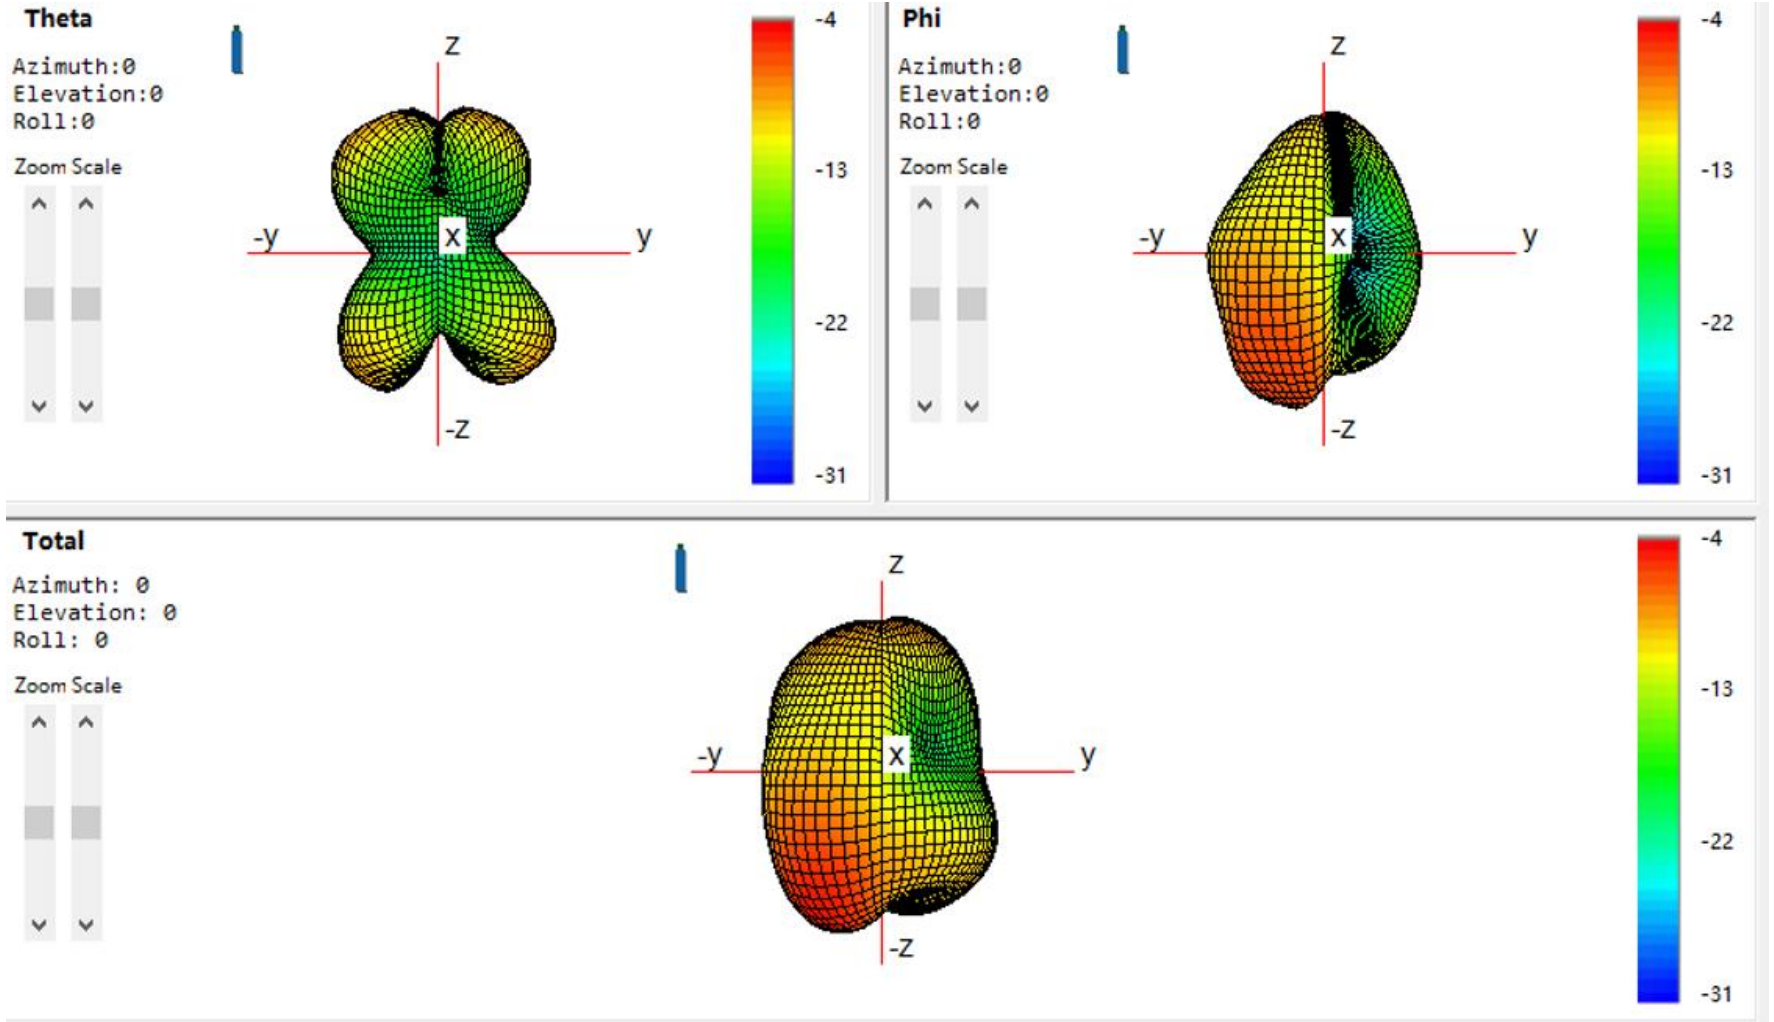 Theta
Azimuth:0
Elevation:0
Roll:0
Zoom Scale
z
-y
x
y
-z
-4
-13
-22
-31
Phi
Azimuth:0
Elevation:0
Roll:0
Zoom Scale
z
-y
x
y
-z
-4
-13
-22
-31
Total
Azimuth: 0
Elevation: 0
Roll: 0
Zoom Scale
z
-y
x
y
-z
-4
-13
-22
-31